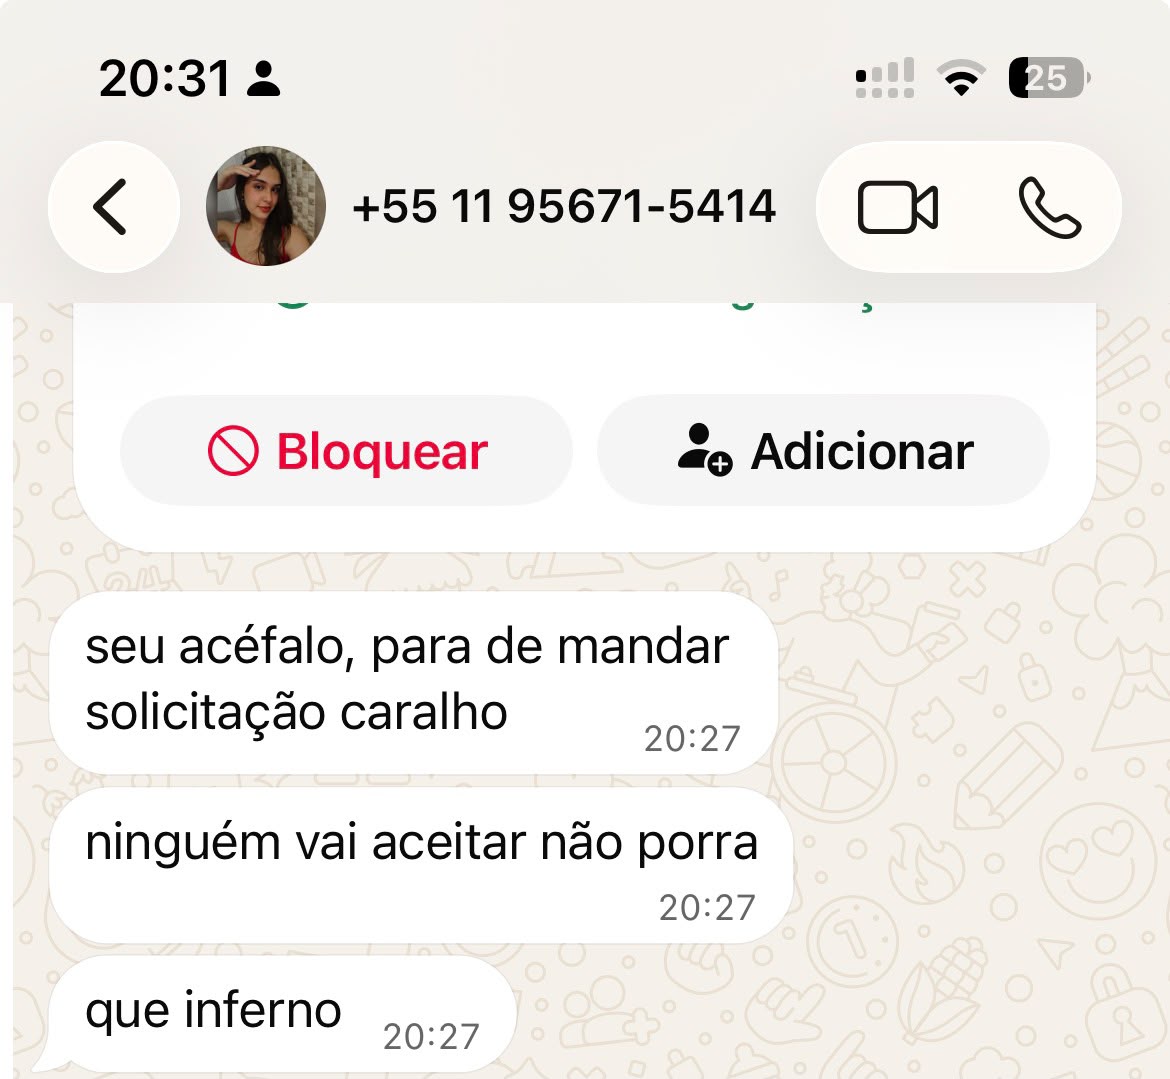 20:31
25
+55 11 95671-5414
Bloquear
Adicionar
seu acéfalo, para de mandar
solicitação caralho
20:27
ninguém vai aceitar não porra
20:27
que inferno
20:27